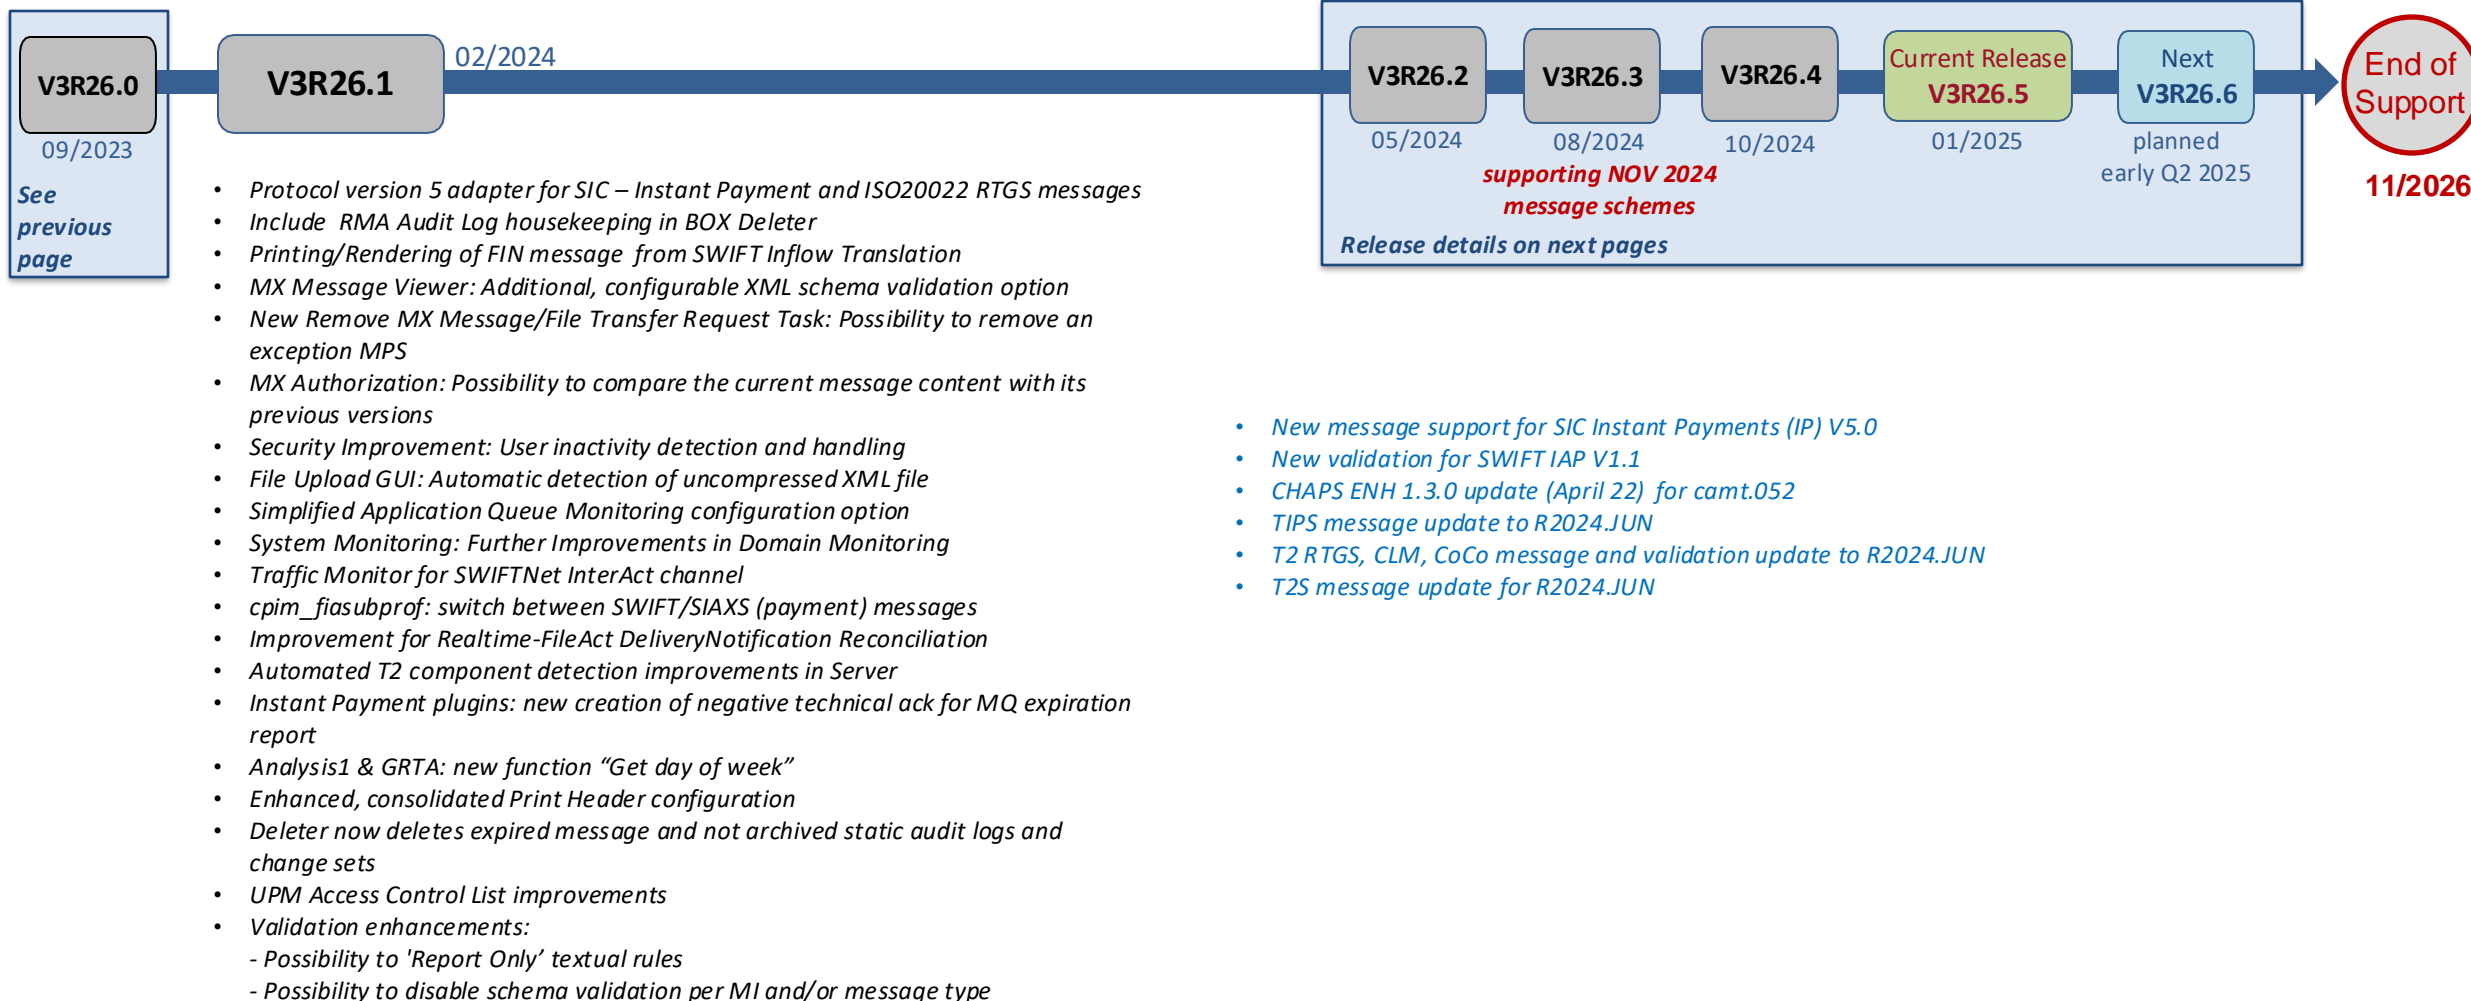 V3R26.0
09/2023
See
previous
page
V3R26.1
02/2024
V3R26.2
05/2024
V3R26.3
08/2024
supporting NOV 2024
message schemes
V3R26.4
10/2024
Current Release
V3R26.5
01/2025
Next
V3R26.6
planned
early Q2 2025
Release details on next pages
End of
Support
11/2026
• Protocol version 5 adapter for SIC – Instant Payment and ISO20022 RTGS messages
• Include RMA Audit Log housekeeping in BOX Deleter
• Printing/Rendering of FIN message from SWIFT Inflow Translation
• MX Message Viewer: Additional, configurable XML schema validation option
• New Remove MX Message/File Transfer Request Task: Possibility to remove an
exception MPS
• MX Authorization: Possibility to compare the current message content with its
previous versions
• Security Improvement: User inactivity detection and handling
• File Upload GUI: Automatic detection of uncompressed XML file
• Simplified Application Queue Monitoring configuration option
• System Monitoring: Further Improvements in Domain Monitoring
• Traffic Monitor for SWIFTNet InterAct channel
• cpim_fiasubprof: switch between SWIFT/SIAXS (payment) messages
• Improvement for Realtime-FileAct DeliveryNotification Reconciliation
• Automated T2 component detection improvements in Server
• Instant Payment plugins: new creation of negative technical ack for MQ expiration
report
• Analysis1 & GRTA: new function “Get day of week”
• Enhanced, consolidated Print Header configuration
• Deleter now deletes expired message and not archived static audit logs and
change sets
• UPM Access Control List improvements
• Validation enhancements:
- Possibility to 'Report Only’ textual rules
- Possibility to disable schema validation per MI and/or message type
• New message support for SIC Instant Payments (IP) V5.0
• New validation for SWIFT IAP V1.1
• CHAPS ENH 1.3.0 update (April 22) for camt.052
• TIPS message update to R2024.JUN
• T2 RTGS, CLM, CoCo message and validation update to R2024.JUN
• T2S message update for R2024.JUN